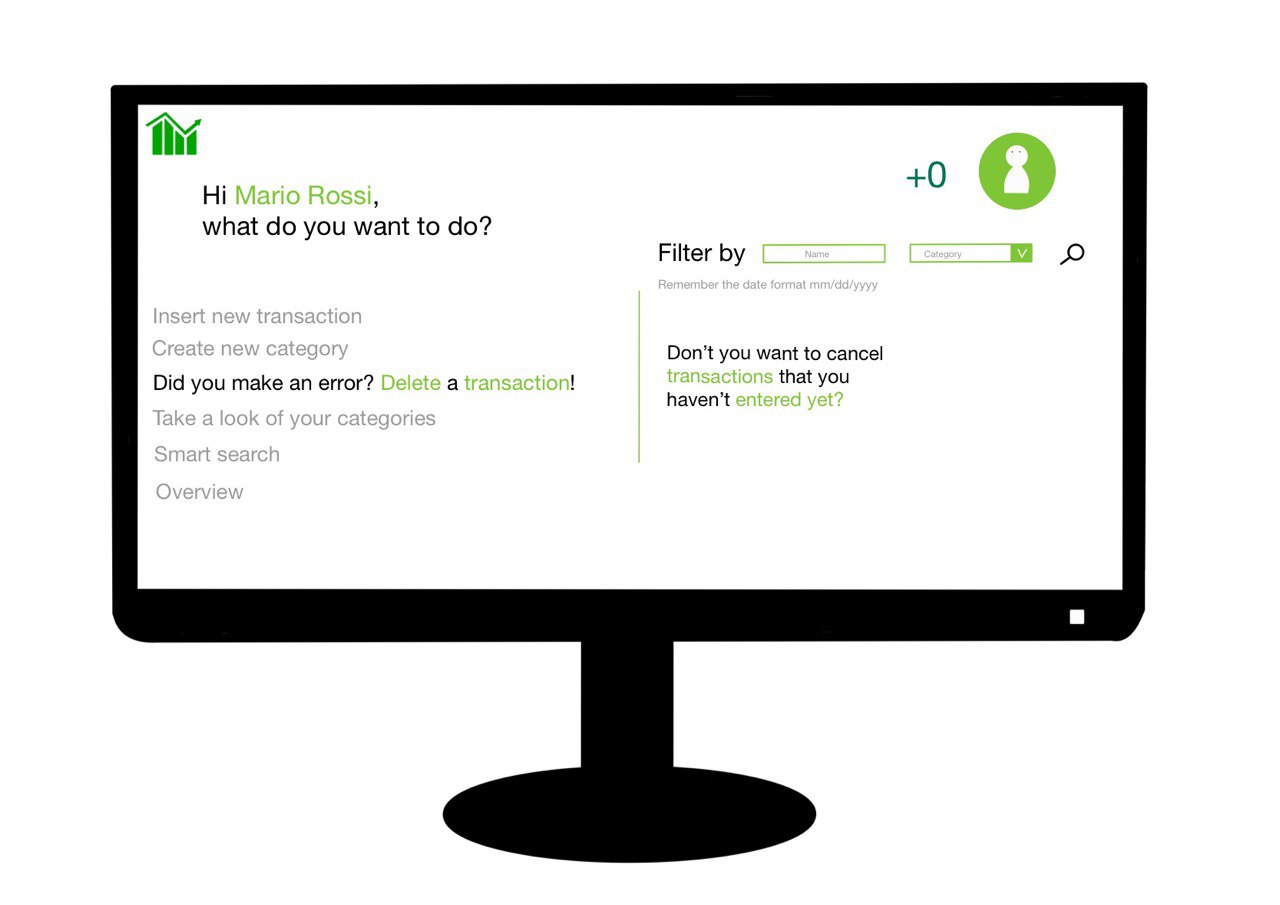 Hi Mario Rossi,
what do you want to do?
+0
Filter by Name Category V
Remember the date format mm/dd/yyyy
Insert new transaction
Create new category
Did you make an error? Delete a transaction!
Take a look of your categories
Smart search
Overview
Don’t you want to cancel
transactions that you
haven’t entered yet?